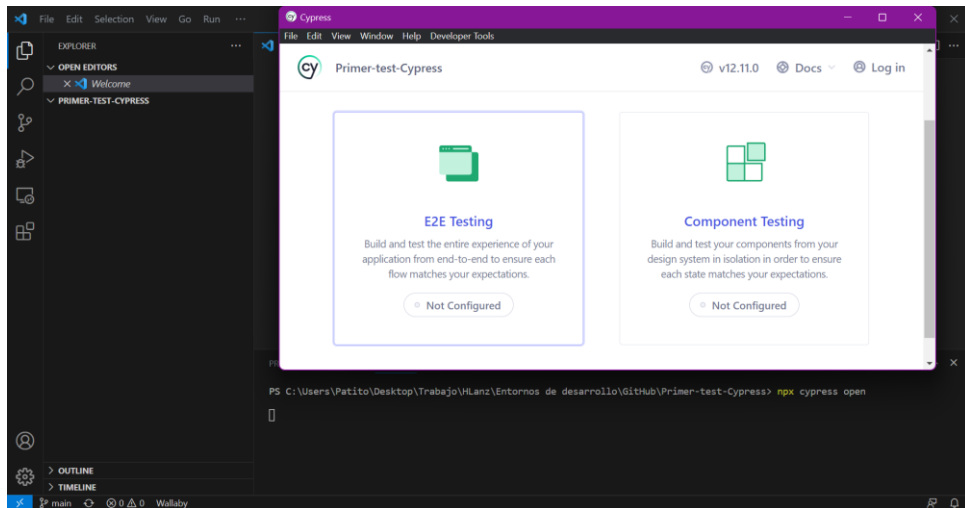 File Edit Selection View Go Run ...
Cypress
File Edit View Window Help Developer Tools
EXPLORER
OPEN EDITORS
Welcome
PRIMER-TEST-CYPRESS
cy Primer-test-Cypress
v12.11.0 Docs Log in
E2E Testing
Build and test the entire experience of your
application from end-to-end to ensure each
flow matches your expectations.
Not Configured
Component Testing
Build and test your components from your
design system in isolation in order to ensure
each state matches your expectations.
Not Configured
PS C:\Users\Patito\Desktop\Trabajo\HLanz\Entornos de desarrollo\GitHub\Primer-test-Cypress> npx cypress open
OUTLINE
TIMELINE
main 0 0 Wallaby